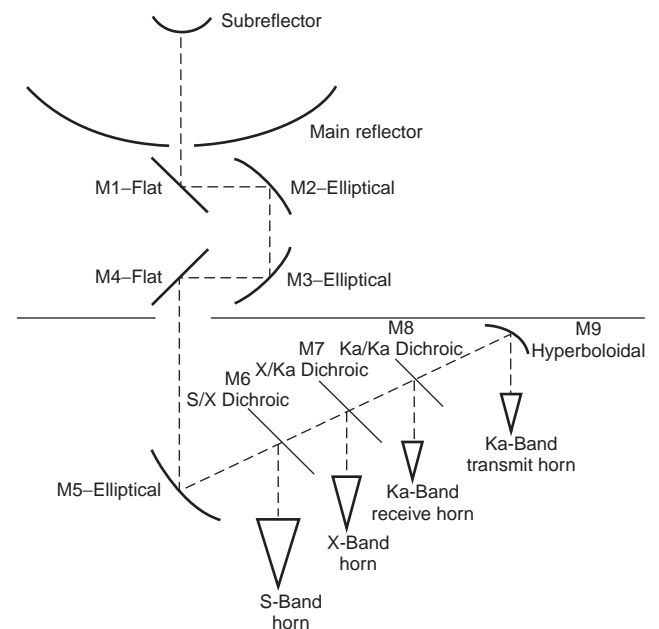 Subreflector
Main reflector
M1–Flat
M2–Elliptical
M4–Flat
M3–Elliptical
M8
Ka/Ka Dichroic
M9
Hyperboloidal
M7
X/Ka Dichroic
M6
S/X Dichroic
Ka-Band
transmit horn
M5–Elliptical
Ka-Band
receive horn
X-Band
horn
S-Band
horn